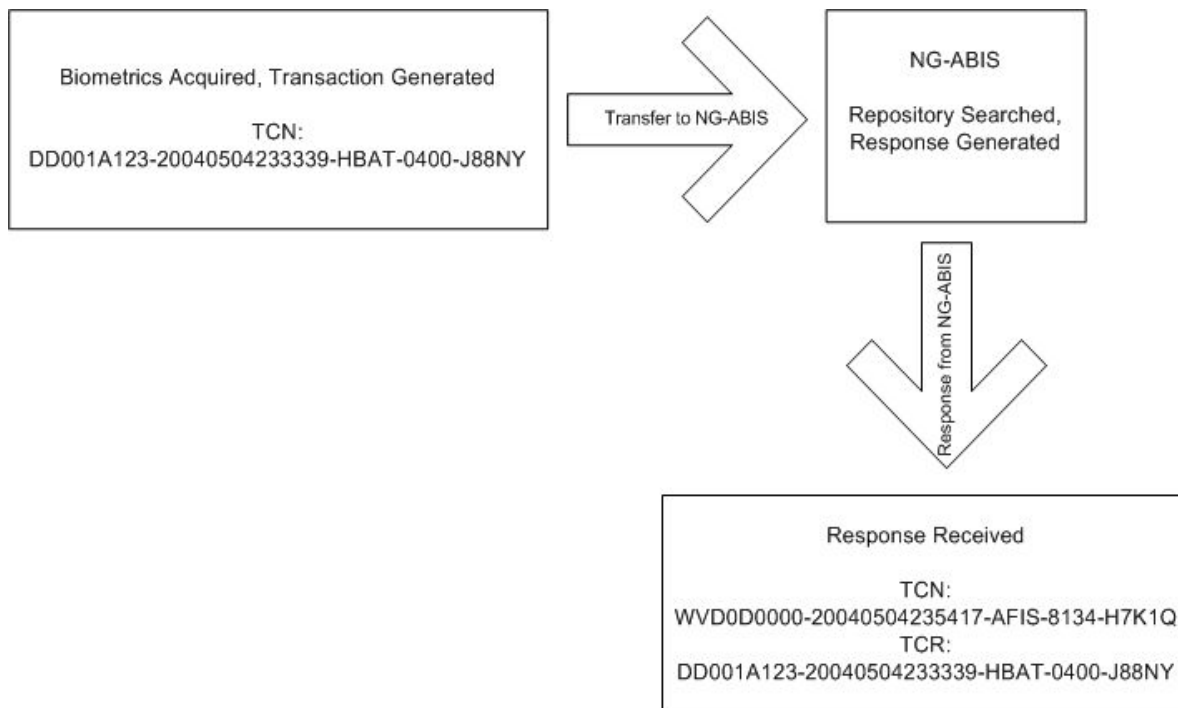 Biometrics Acquired, Transaction Generated
TCN:
DD001A123-20040504233339-HBAT-0400-J88NY
Transfer to NG-ABIS
NG-ABIS
Repository Searched,
Response Generated
Response from NG-ABIS
Response Received
TCN:
WVD0D0000-20040504235417-AFIS-8134-H7K1Q
TCR:
DD001A123-20040504233339-HBAT-0400-J88NY